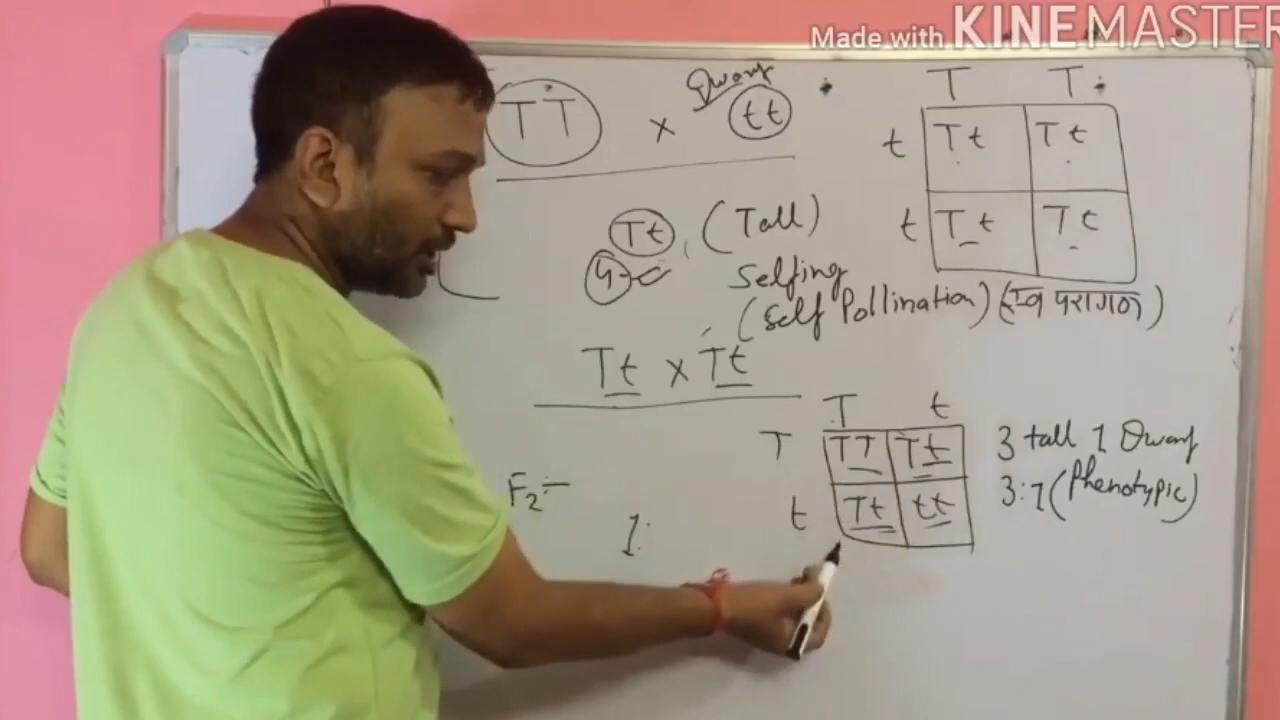 Made with KINEMASTER
TT × Dwarf tt
T T
t Tt Tt
t Tt Tt
Tt (Tall)
Selfing
(Self Pollination) (स्व परागण)
Tt × Tt
T t
T TT Tt
t Tt tt
3 tall 1 Dwarf
3:1 (Phenotypic)
F2:-
1: